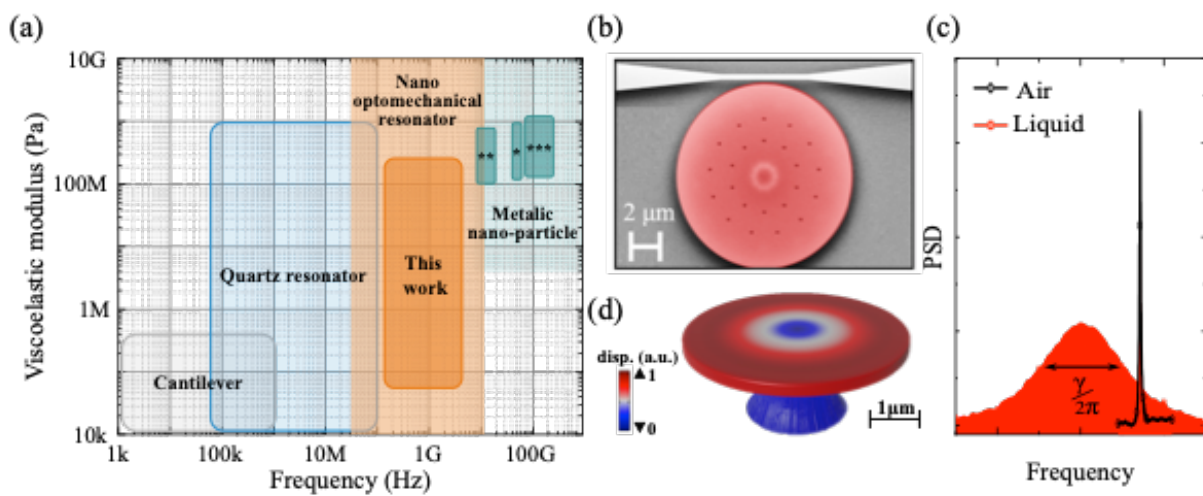 (a)
10G
100M
1M
10k
Viscoelastic modulus (Pa)
Nano
optomechanical
resonator
**
*
***
Metalic
nano-particle
This
work
Quartz resonator
Cantilever
1k
100k
10M
1G
100G
Frequency (Hz)
(b)
2 μm
(d)
disp. (a.u.)
1
0
1μm
(c)
Air
Liquid
PSD
γ/2π
Frequency